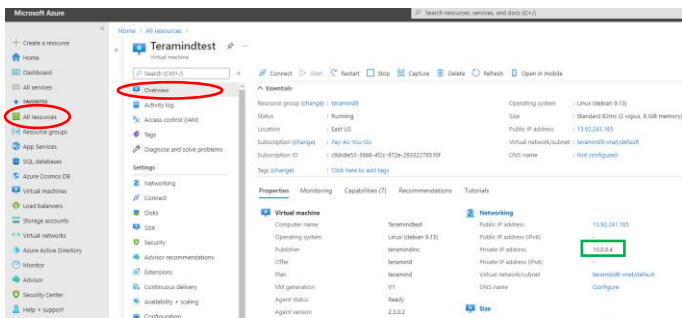 Microsoft Azure
Search resources, services, and docs (G+/)
Create a resource
Home
Dashboard
All services
FAVORITES
All resources
Resource groups
App Services
SQL databases
Azure Cosmos DB
Virtual machines
Load balancers
Storage accounts
Virtual networks
Azure Active Directory
Monitor
Advisor
Security Center
Help + support
Home > All resources >
Teramindtest
Virtual machine
Search (Ctrl+/)
Overview
Activity log
Access control (IAM)
Tags
Diagnose and solve problems
Settings
Networking
Connect
Disks
Size
Security
Advisor recommendations
Extensions
Continuous delivery
Availability + scaling
Configuration
Connect Start Restart Stop Capture Delete Refresh Open in mobile
Essentials
Resource group (change) : teramind9
Status : Running
Location : East US
Subscription (change) : Pay-As-You-Go
Subscription ID
Tags (change) : Click here to add tags
Operating system : Linux (debian 9.13)
Size : Standard B2ms (2 vcpus, 8 GiB memory)
Public IP address : 13.92.241.185
Virtual network/subnet : teramind9-vnet/default
DNS name : Not configured
Properties Monitoring Capabilities (7) Recommendations Tutorials
Virtual machine
Computer name Teramindtest
Operating system Linux (debian 9.13)
Publisher teramindinc
Offer teramind
Plan teramind
VM generation V1
Agent status Ready
Agent version 2.3.0.2
Networking
Public IP address 13.92.241.185
Public IP address (IPv6) -
Private IP address 10.0.0.4
Private IP address (IPv6) -
Virtual network/subnet teramind9-vnet/default
DNS name Configure
Size